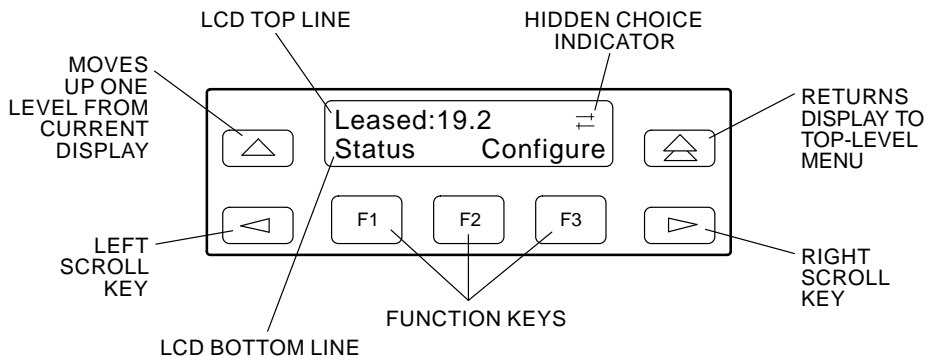 LCD TOP LINE
HIDDEN CHOICE
INDICATOR
MOVES
UP ONE
LEVEL FROM
CURRENT
DISPLAY
Leased:19.2
Status Configure
RETURNS
DISPLAY TO
TOP-LEVEL
MENU
F1 F2 F3
LEFT
SCROLL
KEY
RIGHT
SCROLL
KEY
FUNCTION KEYS
LCD BOTTOM LINE